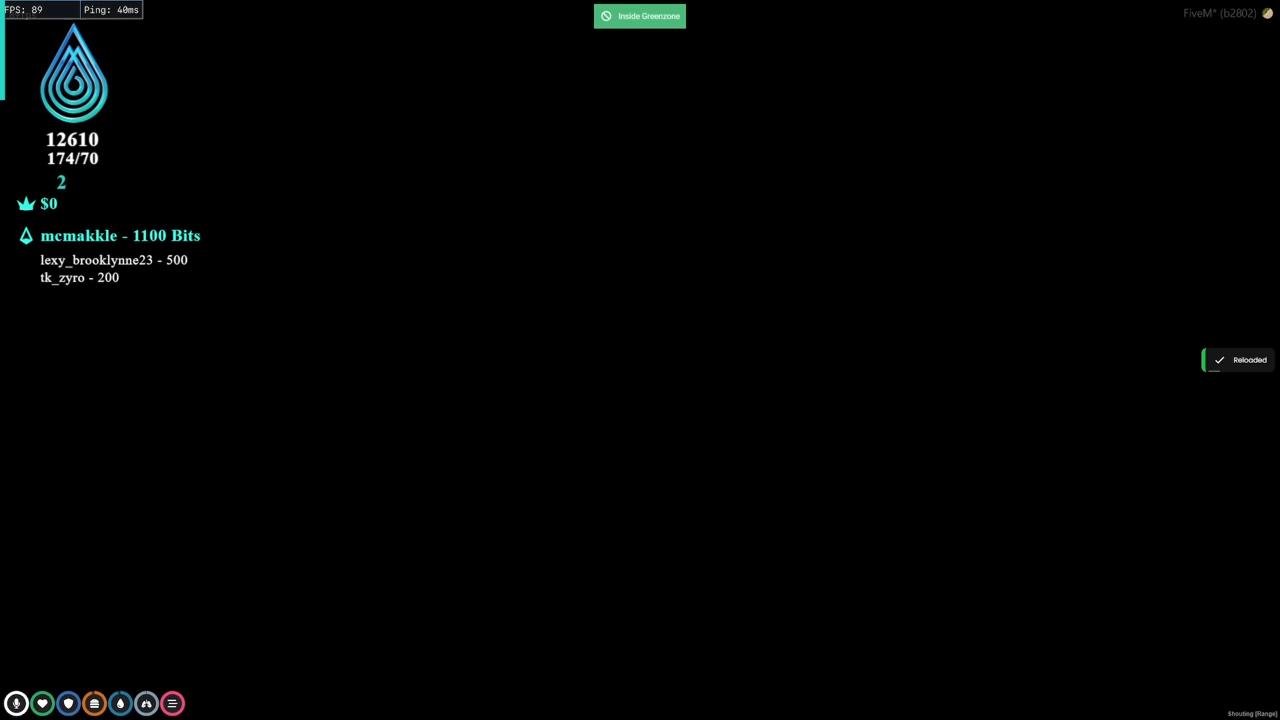 FPS: 89
Ping: 40ms
Inside Greenzone
FiveM* (b2802)
12610
174/70
2
$0
mcmakkle - 1100 Bits
lexy_brooklynne23 - 500
tk_zyro - 200
Reloaded
Shouting [Range]